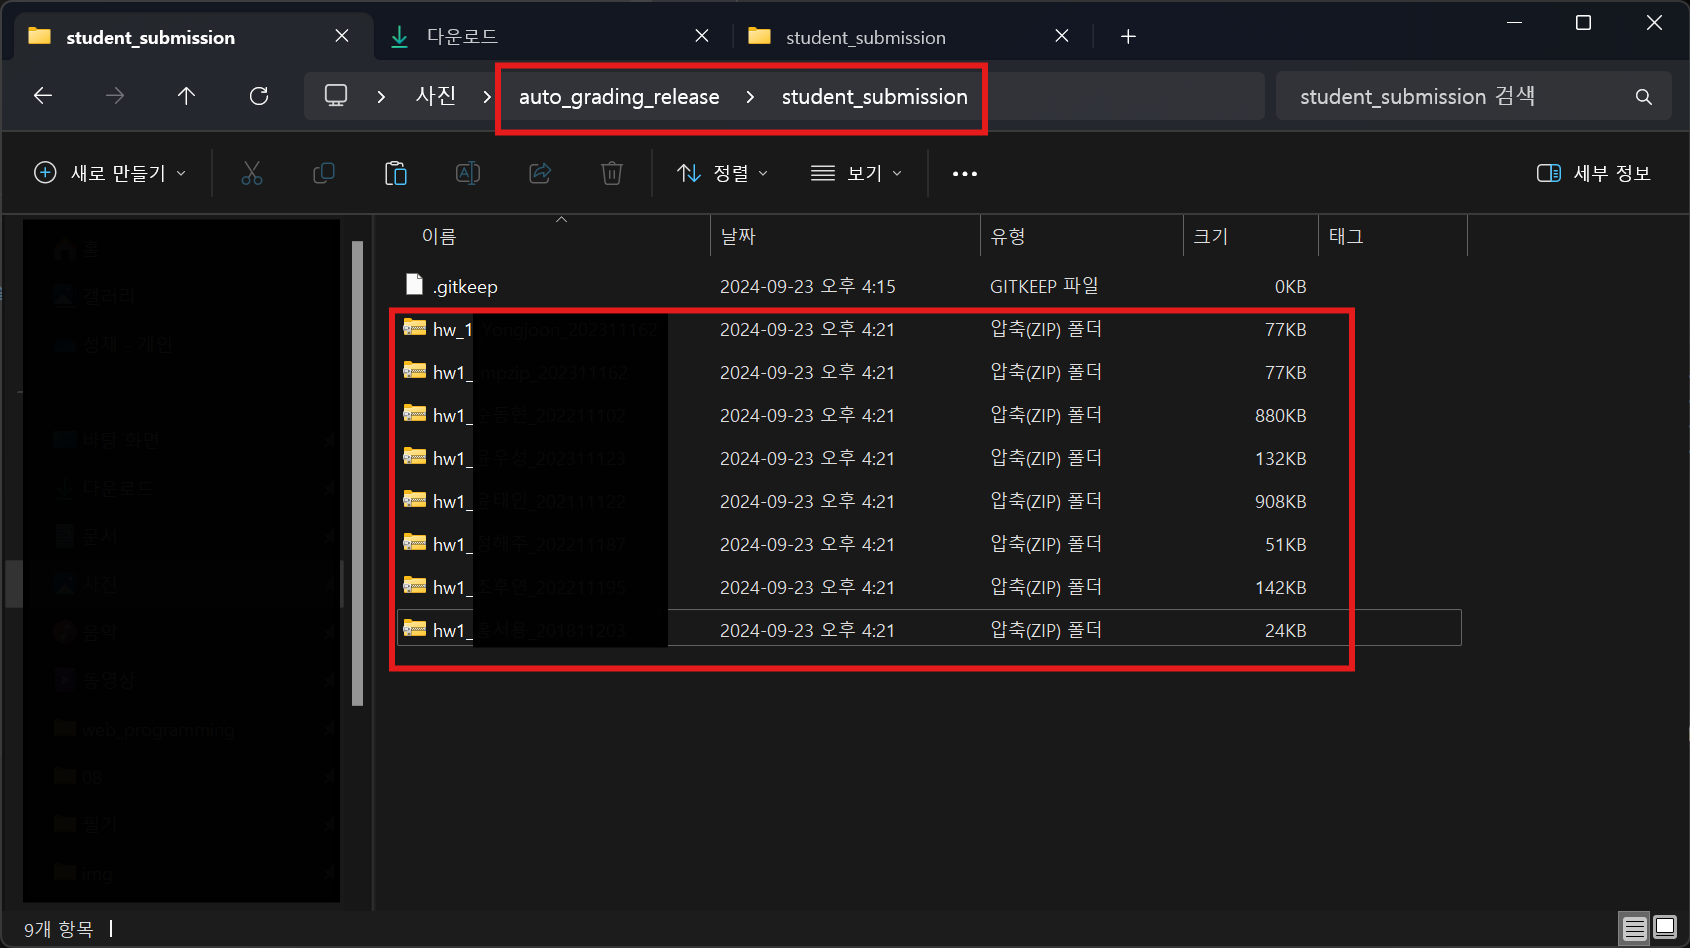 student_submission
다운로드
student_submission
사진
auto_grading_release
student_submission
student_submission 검색
새로 만들기
정렬
보기
세부 정보
이름 날짜 유형 크기 태그
.gitkeep 2024-09-23 오후 4:15 GITKEEP 파일 0KB
hw_1 2024-09-23 오후 4:21 압축(ZIP) 폴더 77KB
hw1_ 2024-09-23 오후 4:21 압축(ZIP) 폴더 77KB
hw1_ 2024-09-23 오후 4:21 압축(ZIP) 폴더 880KB
hw1_ 2024-09-23 오후 4:21 압축(ZIP) 폴더 132KB
hw1_ 2024-09-23 오후 4:21 압축(ZIP) 폴더 908KB
hw1_ 2024-09-23 오후 4:21 압축(ZIP) 폴더 51KB
hw1_ 2024-09-23 오후 4:21 압축(ZIP) 폴더 142KB
hw1_ 2024-09-23 오후 4:21 압축(ZIP) 폴더 24KB
9개 항목